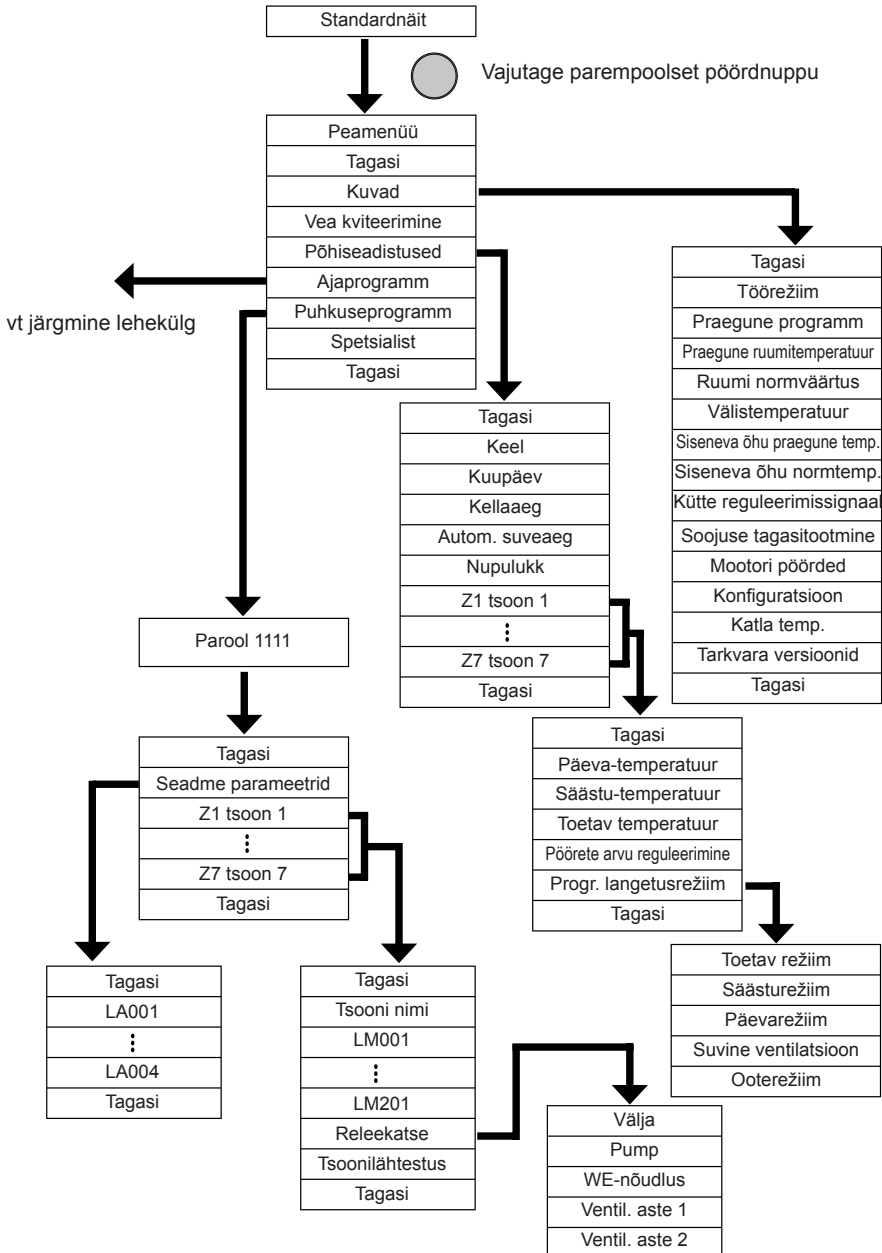 Standardnäit
Vajutage parempoolset pöördnuppu
Peamenüü
Tagasi
Kuvad
Vea kviteerimine
Põhiseadistused
Ajaprogramm
Puhkuseprogramm
Spetsialist
Tagasi
vt järgmine lehekülg
Tagasi
Töörežiim
Praegune programm
Praegune ruumitemperatuur
Ruumi normväärtus
Välistemperatuur
Siseneva õhu praegune temp.
Siseneva õhu normtemp.
Kütte reguleerimissignaal
Soojuse tagasitootmine
Mootori pöörded
Konfiguratsioon
Katla temp.
Tarkvara versioonid
Tagasi
Tagasi
Keel
Kuupäev
Kellaaeg
Autom. suveaeg
Nupulukk
Z1 tsoon 1
Z7 tsoon 7
Tagasi
Parool 1111
Tagasi
Seadme parameetrid
Z1 tsoon 1
Z7 tsoon 7
Tagasi
Tagasi
Päeva-temperatuur
Säästu-temperatuur
Toetav temperatuur
Pöörete arvu reguleerimine
Progr. langetusrežiim
Tagasi
Tagasi
LA001
LA004
Tagasi
Tagasi
Tsooni nimi
LM001
LM201
Releekatse
Tsoonilähtestus
Tagasi
Toetav režiim
Säästurežiim
Päevarežiim
Suvine ventilatsioon
Ooterežiim
Välja
Pump
WE-nõudlus
Ventil. aste 1
Ventil. aste 2